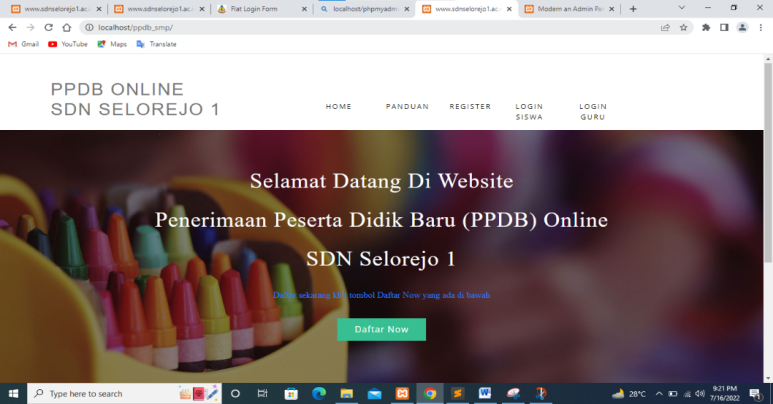 www.sdnselorejo1.ac.i
www.sdnselorejo1.ac.i
Flat Login Form
localhost/phpmyadm
www.sdnselorejo1.ac.i
Modern an Admin Pa
localhost/ppdb_smp/
Gmail
YouTube
Maps
Translate
PPDB ONLINE
SDN SELOREJO 1
HOME
PANDUAN
REGISTER
LOGIN
SISWA
LOGIN
GURU
Selamat Datang Di Website
Penerimaan Peserta Didik Baru (PPDB) Online
SDN Selorejo 1
Daftar sekarang klik tombol Daftar Now yang ada di bawah
Daftar Now
Type here to search
28°C
9:21 PM
7/16/2022